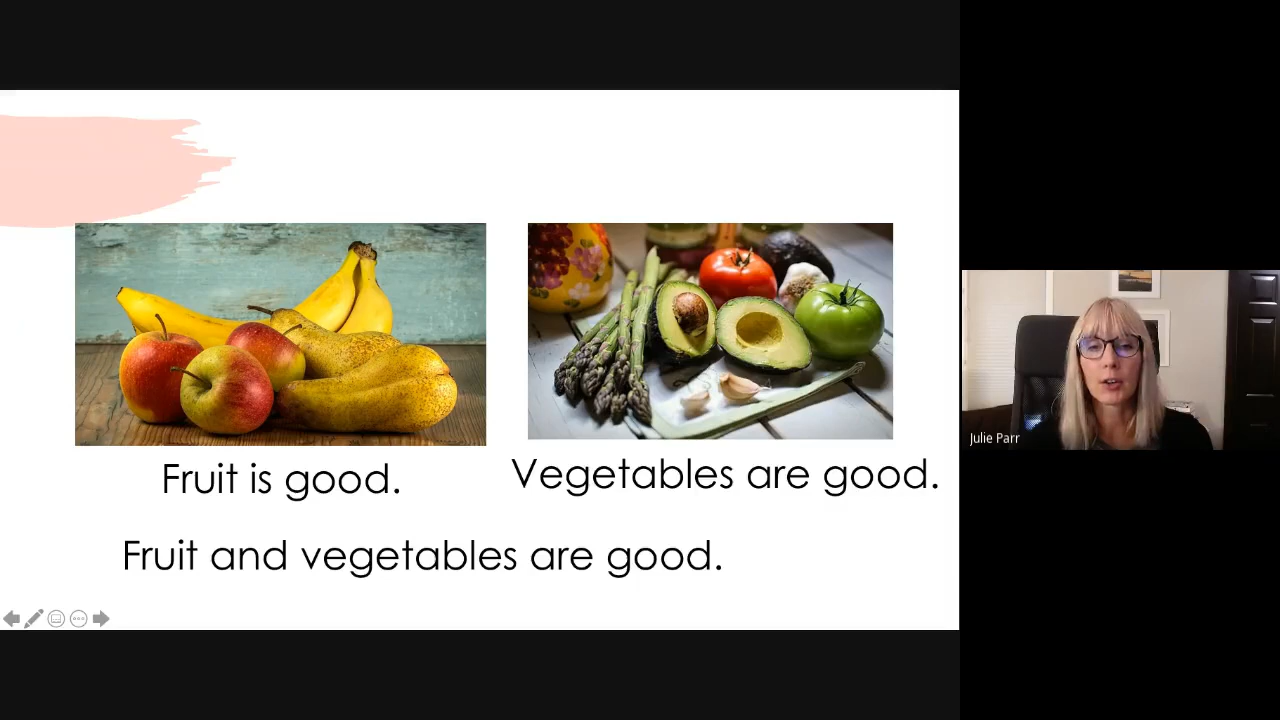 Fruit is good.
Vegetables are good.
Fruit and vegetables are good.
Julie Parr